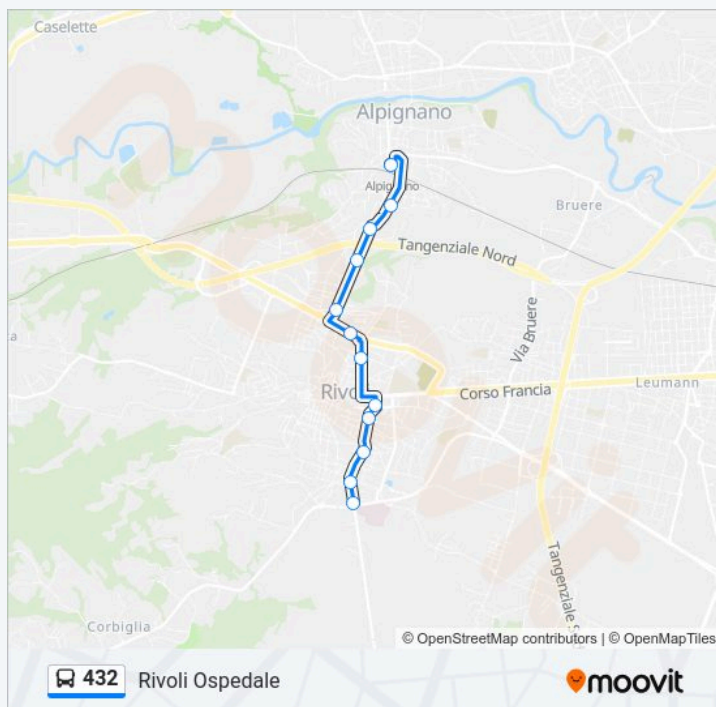 Caselette
Alpignano
Alpignano
Bruere
Tangenziale Nord
Via Bruere
Rivo
Corso Francia
Leumann
Tangenziale S
Corbiglia
© OpenStreetMap contributors | © OpenMapTiles
432 Rivoli Ospedale
moovit